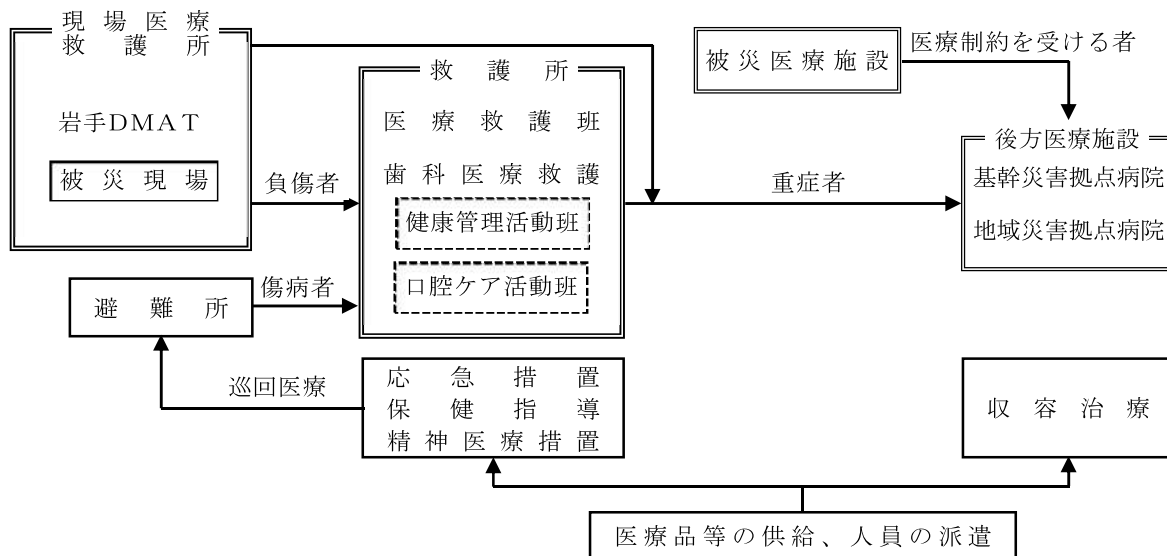 現場医療
救護所
岩手DMAT
被災現場
負傷者
避難所
傷病者
救護所
医療救護班
歯科医療救護
健康管理活動班
口腔ケア活動班
被災医療施設
医療制約を受ける者
重症者
後方医療施設
基幹災害拠点病院
地域災害拠点病院
巡回医療
応急措置
保健指導
精神医療措置
収容治療
医療品等の供給、人員の派遣